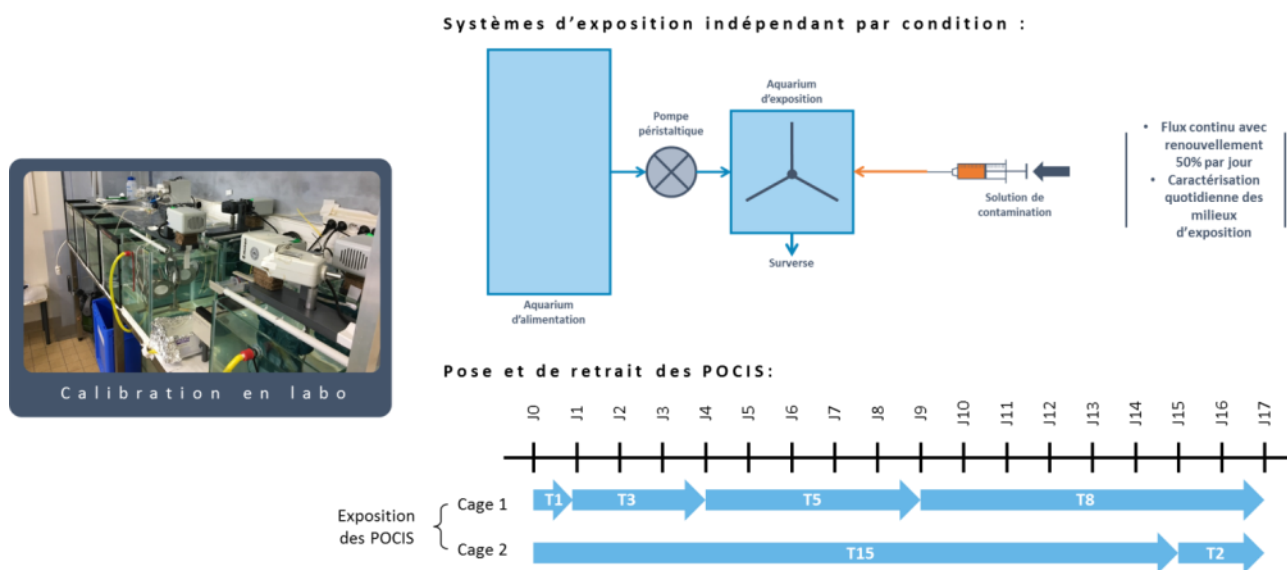 Systèmes d'exposition indépendant par condition :
Aquarium
d'exposition
Pompe
péristaltique
• Flux continu avec
renouvellement
50% par jour
• Caractérisation
quotidienne des
milieux
d'exposition
Solution de
contamination
Surverse
Aquarium
d'alimentation
Calibration en labo
Pose et de retrait des POCIS:
J0 J1 J2 J3 J4 J5 J6 J7 J8 J9 J10 J11 J12 J13 J14 J15 J16 J17
Exposition
des POCIS
Cage 1 T1 T3 T5 T8
Cage 2 T15 T2